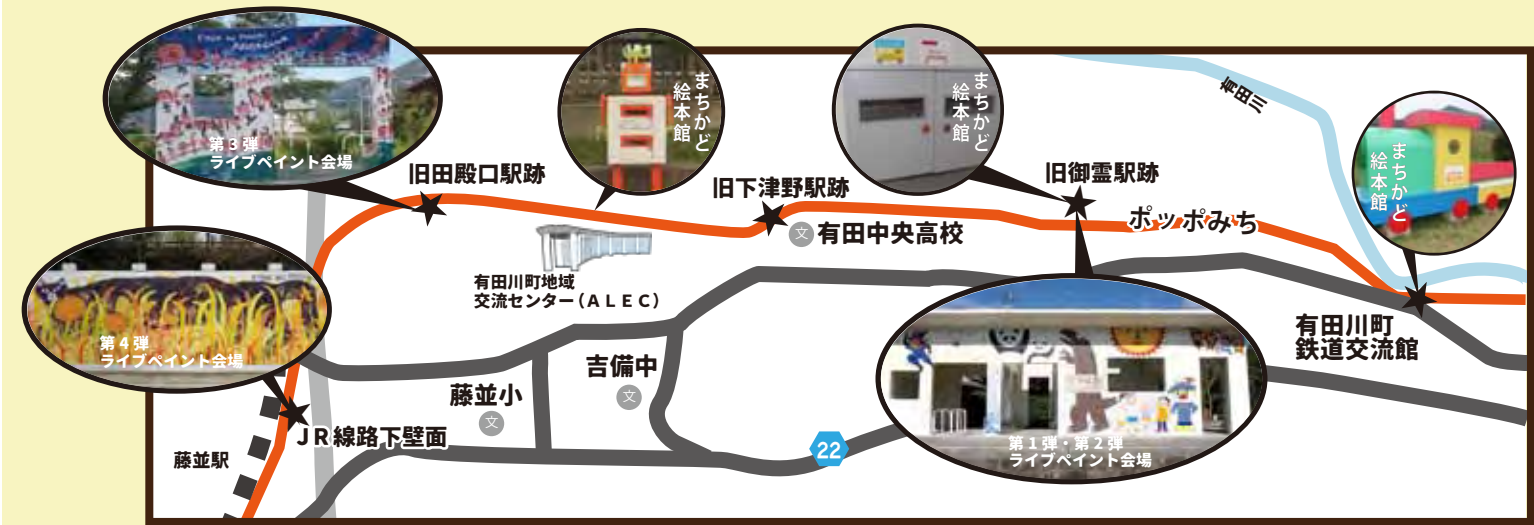 第３弾
ライブペイント会場
まちかど
絵本館
まちかど
絵本館
有田川
まちかど
絵本館
旧田殿口駅跡
旧下津野駅跡
旧御霊駅跡
ポッポみち
文
有田中央高校
有田川町地域
交流センター（ＡＬＥＣ）
第４弾
ライブペイント会場
有田川町
鉄道交流館
吉備中
文
藤並小
文
ＪＲ線路下壁面
藤並駅
22
第１弾・第２弾
ライブペイント会場